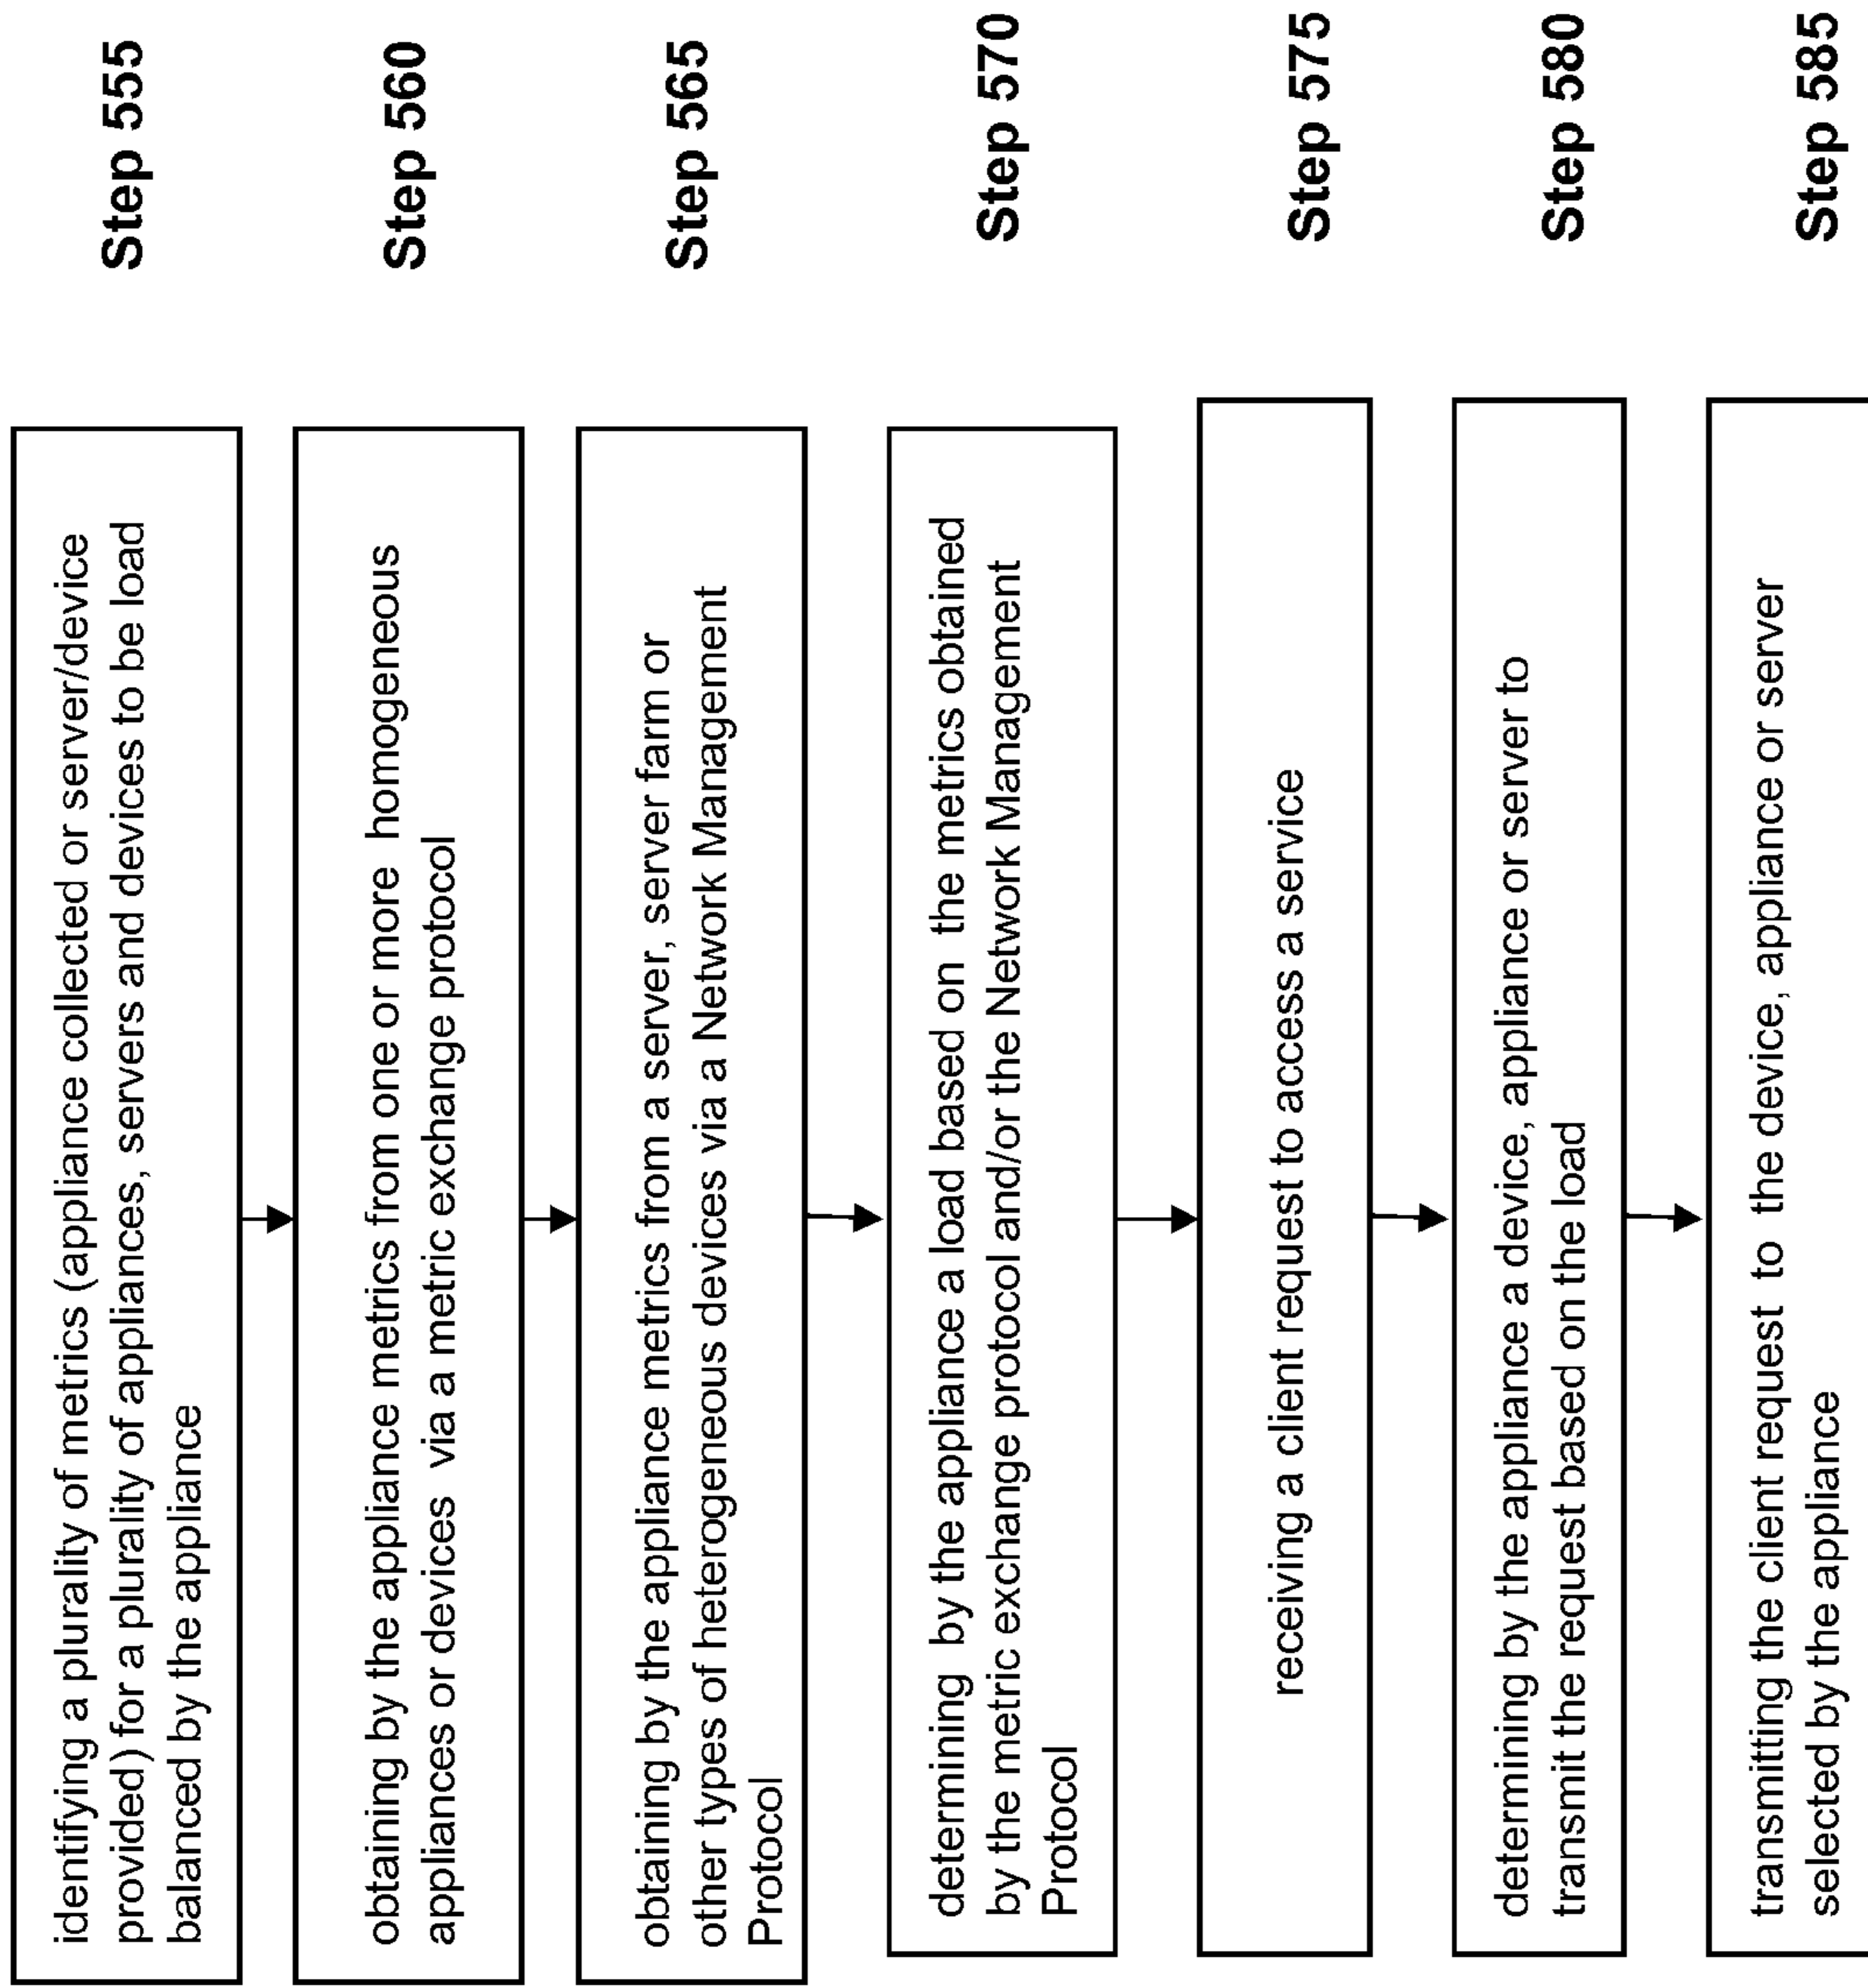 identifying a plurality of metrics (appliance collected or server/device
provided) for a plurality of appliances, servers and devices to be load
balanced by the appliance
Step 555
obtaining by the appliance metrics from one or more homogeneous
appliances or devices via a metric exchange protocol
Step 560
obtaining by the appliance metrics from a server, server farm or
other types of heterogeneous devices via a Network Management
Protocol
Step 565
determining by the appliance a load based on the metrics obtained
by the metric exchange protocol and/or the Network Management
Protocol
Step 570
receiving a client request to access a service
Step 575
determining by the appliance a device, appliance or server to
transmit the request based on the load
Step 580
transmitting the client request to the device, appliance or server
selected by the appliance
Step 585